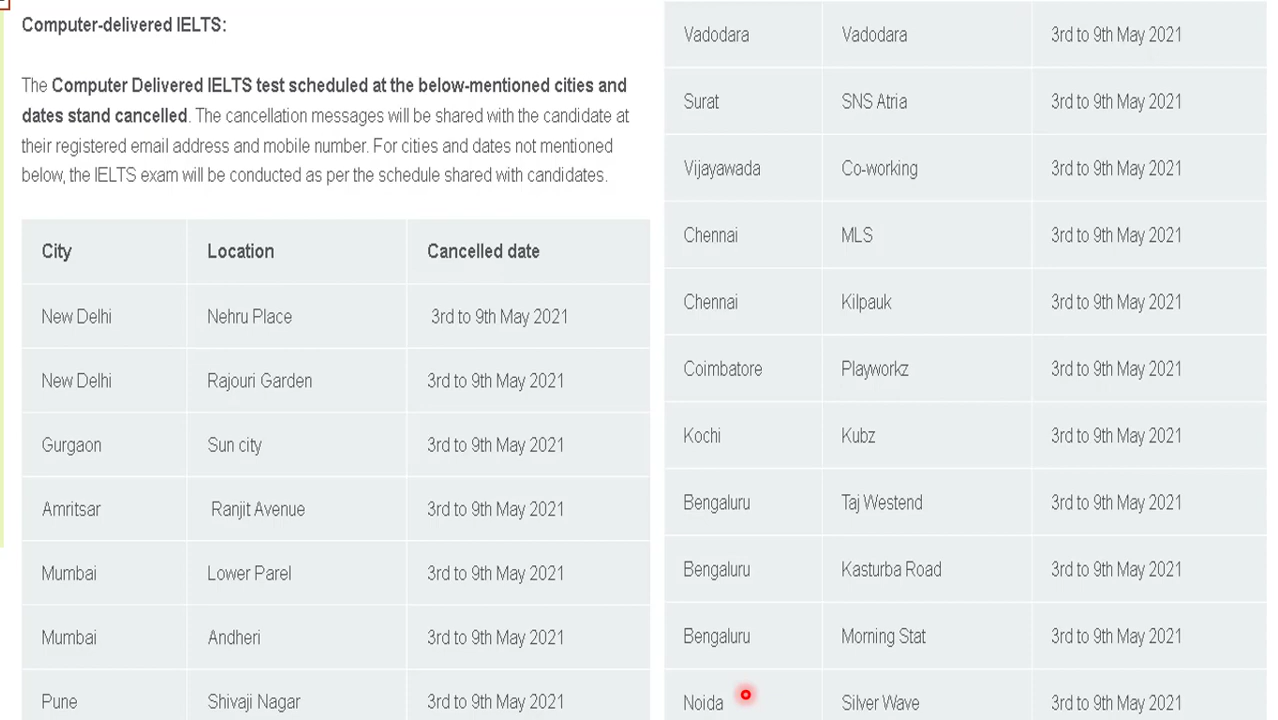 Computer-delivered IELTS:
The Computer Delivered IELTS test scheduled at the below-mentioned cities and
dates stand cancelled. The cancellation messages will be shared with the candidate at
their registered email address and mobile number. For cities and dates not mentioned
below, the IELTS exam will be conducted as per the schedule shared with candidates.
City Location Cancelled date
New Delhi Nehru Place 3rd to 9th May 2021
New Delhi Rajouri Garden 3rd to 9th May 2021
Gurgaon Sun city 3rd to 9th May 2021
Amritsar Ranjit Avenue 3rd to 9th May 2021
Mumbai Lower Parel 3rd to 9th May 2021
Mumbai Andheri 3rd to 9th May 2021
Pune Shivaji Nagar 3rd to 9th May 2021
Vadodara Vadodara 3rd to 9th May 2021
Surat SNS Atria 3rd to 9th May 2021
Vijayawada Co-working 3rd to 9th May 2021
Chennai MLS 3rd to 9th May 2021
Chennai Kilpauk 3rd to 9th May 2021
Coimbatore Playworkz 3rd to 9th May 2021
Kochi Kubz 3rd to 9th May 2021
Bengaluru Taj Westend 3rd to 9th May 2021
Bengaluru Kasturba Road 3rd to 9th May 2021
Bengaluru Morning Stat 3rd to 9th May 2021
Noida Silver Wave 3rd to 9th May 2021